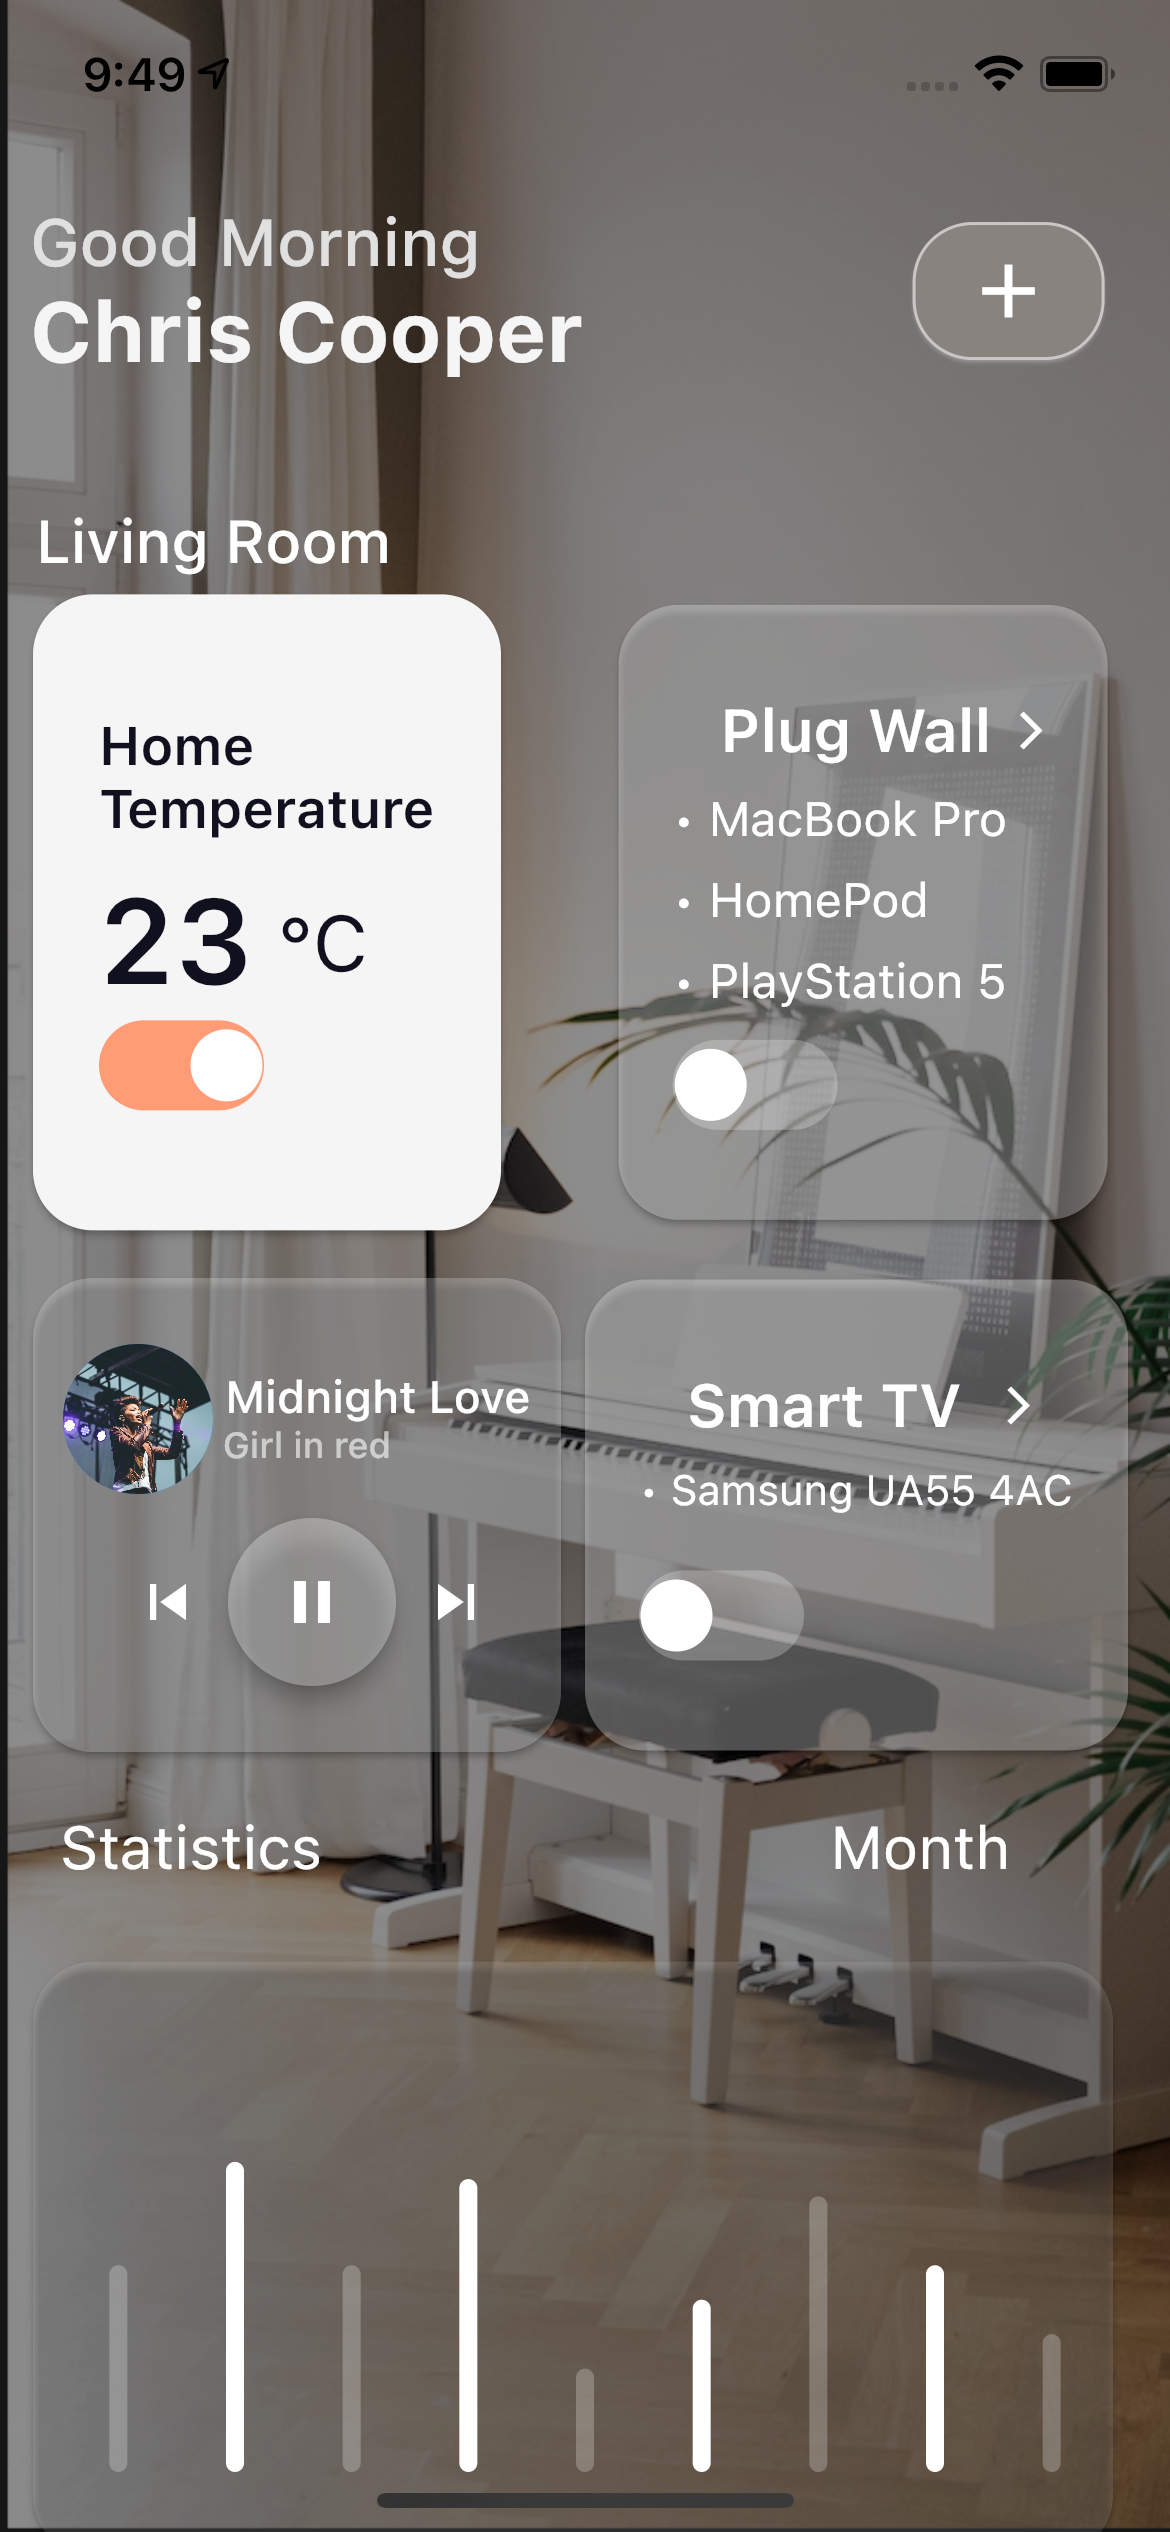 9:49
Good Morning
Chris Cooper
Living Room
Home
Temperature
23 °C
Plug Wall
• MacBook Pro
• HomePod
• PlayStation 5
Midnight Love
Girl in red
Smart TV
• Samsung UA55 4AC
Statistics
Month